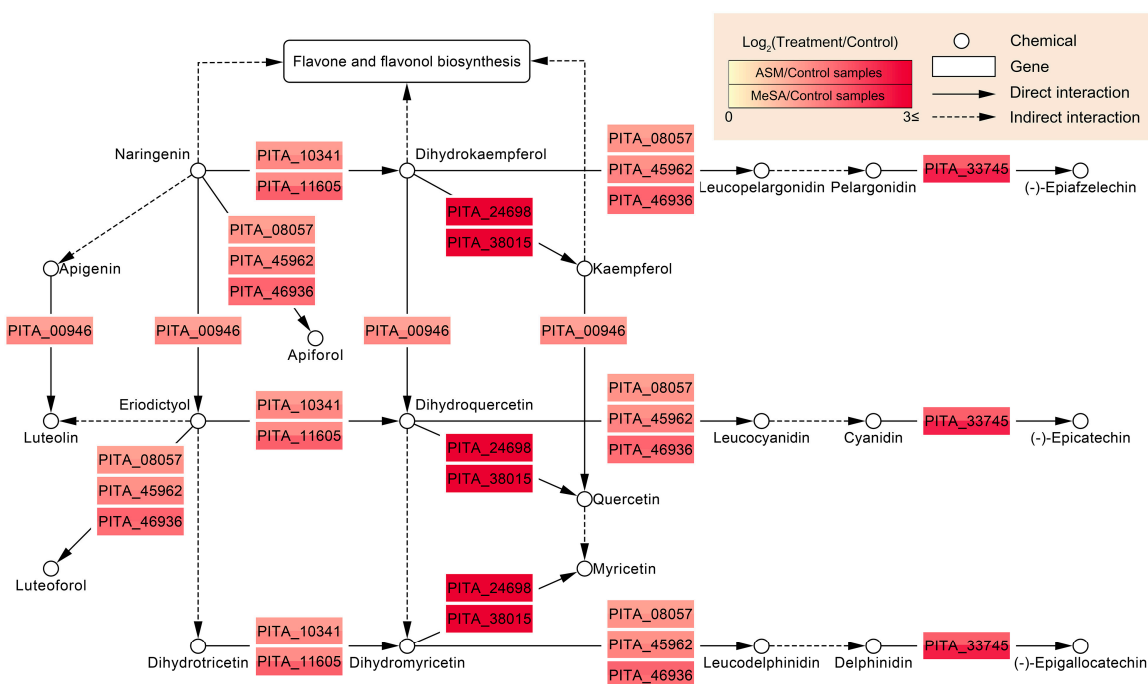 Log2(Treatment/Control)
ASM/Control samples
MeSA/Control samples
0
3≤
Chemical
Gene
Direct interaction
Indirect interaction
Flavone and flavonol biosynthesis
Naringenin
PITA_10341
PITA_11605
Dihydrokaempferol
PITA_08057
PITA_45962
PITA_46936
Leucopelargonidin
Pelargonidin
PITA_33745
(-)-Epiafzelechin
PITA_24698
PITA_38015
PITA_08057
PITA_45962
PITA_46936
Apigenin
Kaempferol
PITA_00946
PITA_00946
PITA_00946
PITA_00946
Apiforol
Eriodictyol
PITA_10341
PITA_11605
Dihydroquercetin
PITA_08057
PITA_45962
PITA_46936
Leucocyanidin
Cyanidin
PITA_33745
(-)-Epicatechin
Luteolin
PITA_08057
PITA_45962
PITA_46936
PITA_24698
PITA_38015
Quercetin
Luteoforol
Myricetin
PITA_24698
PITA_38015
Dihydrotricetin
PITA_10341
PITA_11605
Dihydromyricetin
PITA_08057
PITA_45962
PITA_46936
Leucodelphinidin
Delphinidin
PITA_33745
(-)-Epigallocatechin